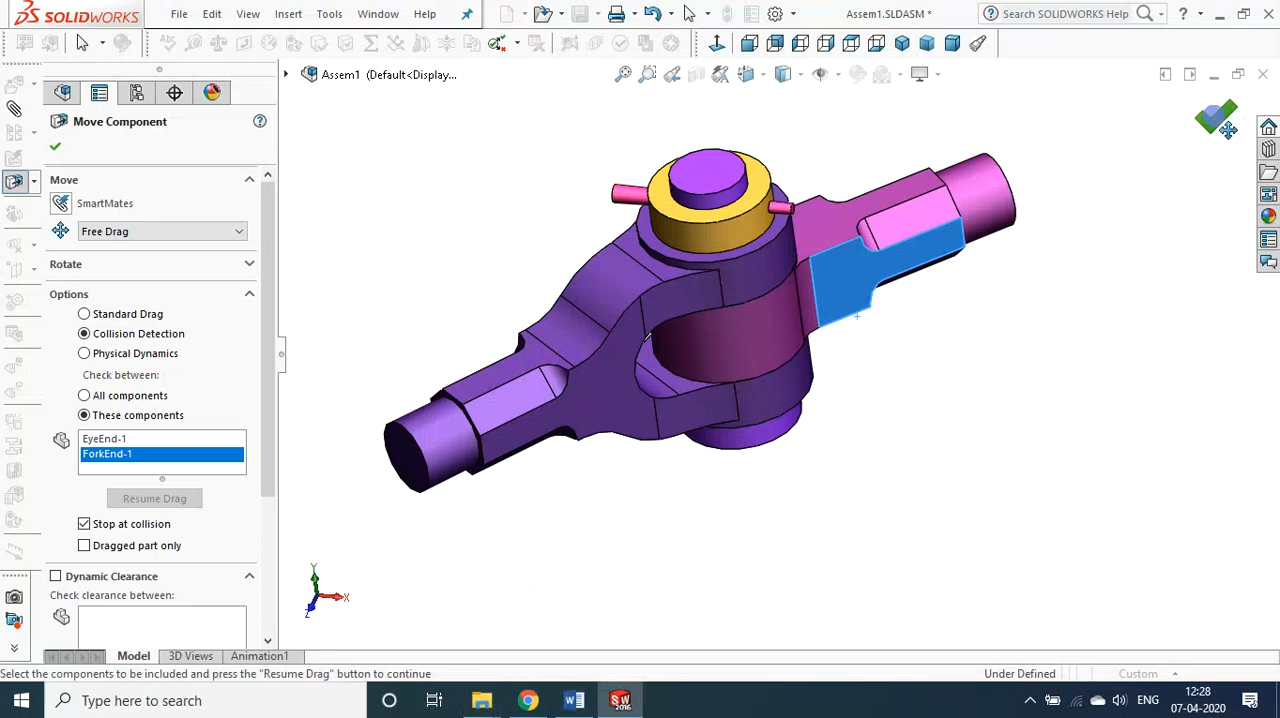 SOLIDWORKS File Edit View Insert Tools Window Help Assem1.SLDASM * Search SOLIDWORKS Help ?
Assem1 (Default<Display...
Move Component
Move
SmartMates
Free Drag
Rotate
Options
Standard Drag
Collision Detection
Physical Dynamics
Check between:
All components
These components
EyeEnd-1
ForkEnd-1
Resume Drag
Stop at collision
Dragged part only
Dynamic Clearance
Check clearance between:
Y
X
Z
Model 3D Views Animation1
Select the components to be included and press the "Resume Drag" button to continue Under Defined Custom
Type here to search
SW
2016
ENG
12:28
07-04-2020